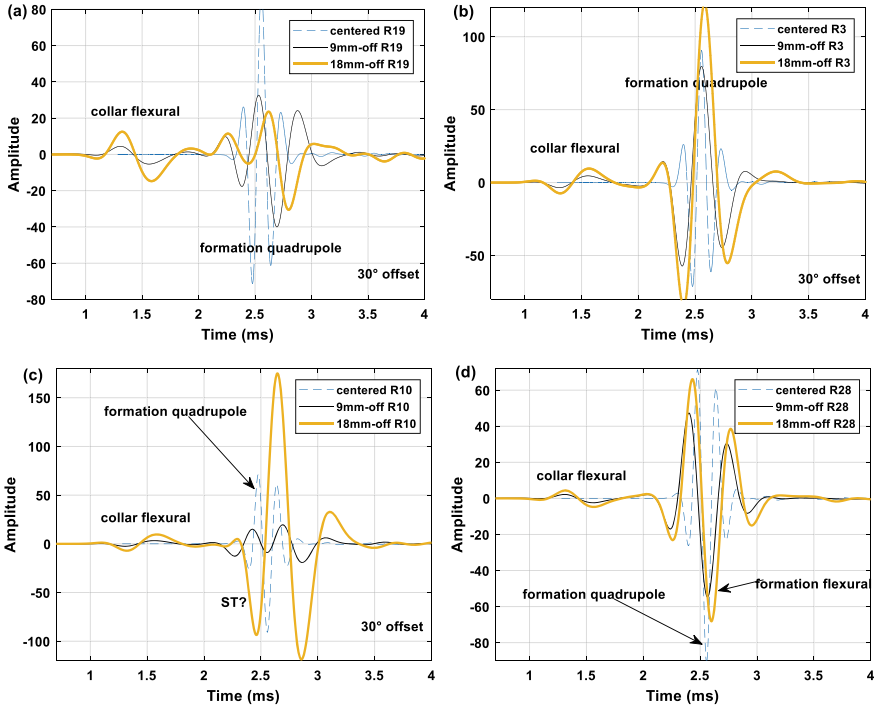 (a)
80
60
40
20
0
-20
-40
-60
-80
Amplitude
centered R19
9mm-off R19
18mm-off R19
collar flexural
formation quadrupole
30° offset
1 1.5 2 2.5 3 3.5 4
Time (ms)
(b)
100
50
0
-50
Amplitude
centered R3
9mm-off R3
18mm-off R3
formation quadrupole
collar flexural
30° offset
1 1.5 2 2.5 3 3.5 4
Time (ms)
(c)
150
100
50
0
-50
-100
Amplitude
centered R10
9mm-off R10
18mm-off R10
formation quadrupole
collar flexural
ST?
30° offset
1 1.5 2 2.5 3 3.5 4
Time (ms)
(d)
60
40
20
0
-20
-40
-60
-80
Amplitude
centered R28
9mm-off R28
18mm-off R28
collar flexural
formation flexural
formation quadrupole
1 1.5 2 2.5 3 3.5 4
Time (ms)